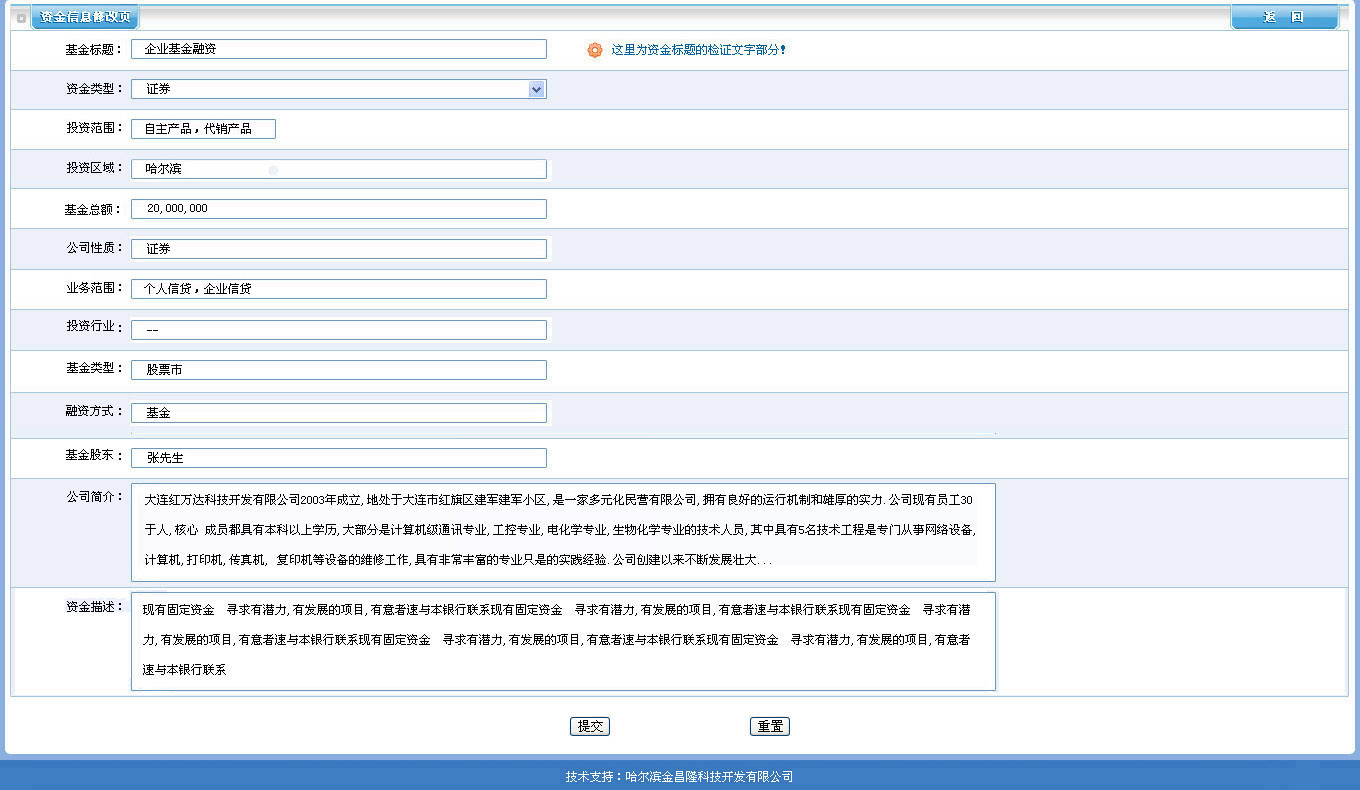 资金信息修改页
返 回
基金标题： 企业基金融资 这里为资金标题的检证文字部分！
资金类型： 证券
投资范围： 自主产品，代销产品
投资区域： 哈尔滨
基金总额： 20,000,000
公司性质： 证券
业务范围： 个人信贷，企业信贷
投资行业： --
基金类型： 股票市
融资方式： 基金
基金股东： 张先生
公司简介： 大连红万达科技开发有限公司2003年成立,地处于大连市红旗区建军建军小区,是一家多元化民营有限公司,拥有良好的运行机制和雄厚的实力.公司现有员工30
于人,核心 成员都具有本科以上学历,大部分是计算机级通讯专业,工控专业,电化学专业,生物化学专业的技术人员,其中具有5名技术工程是专门从事网络设备,
计算机,打印机,传真机, 复印机等设备的维修工作,具有非常丰富的专业只是的实践经验.公司创建以来不断发展壮大...
资金描述： 现有固定资金 寻求有潜力,有发展的项目,有意者速与本银行联系现有固定资金 寻求有潜力,有发展的项目,有意者速与本银行联系现有固定资金 寻求有潜
力,有发展的项目,有意者速与本银行联系现有固定资金 寻求有潜力,有发展的项目,有意者速与本银行联系现有固定资金 寻求有潜力,有发展的项目,有意者
速与本银行联系
提交 重置
技术支持：哈尔滨金昌隆科技开发有限公司